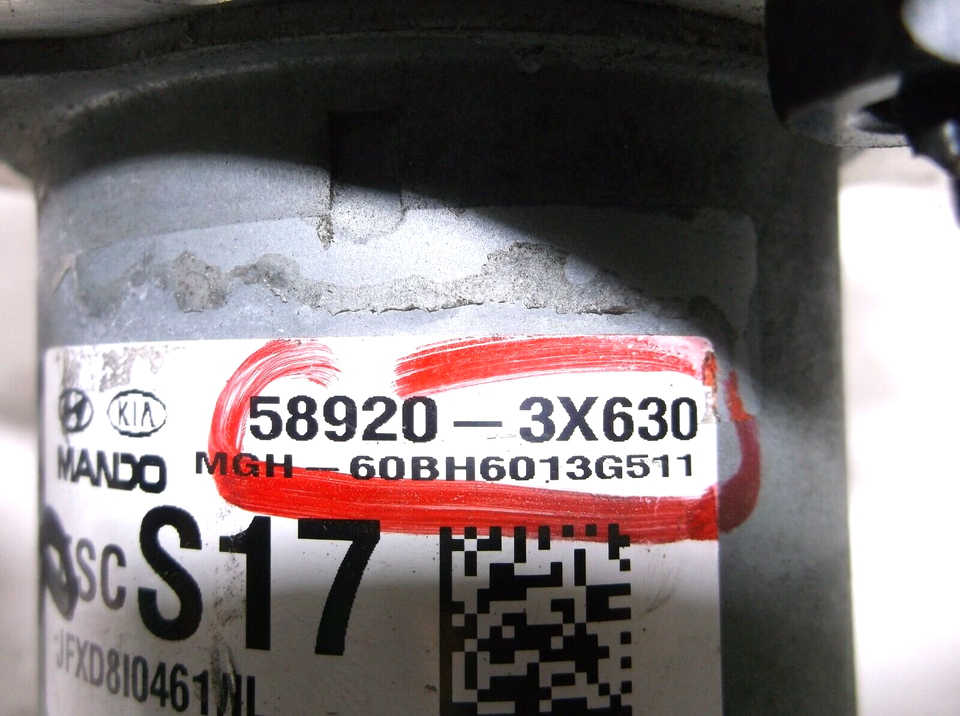 KIA
58920-3X630
MANDO
MGH-60BH6013G511
SC S17